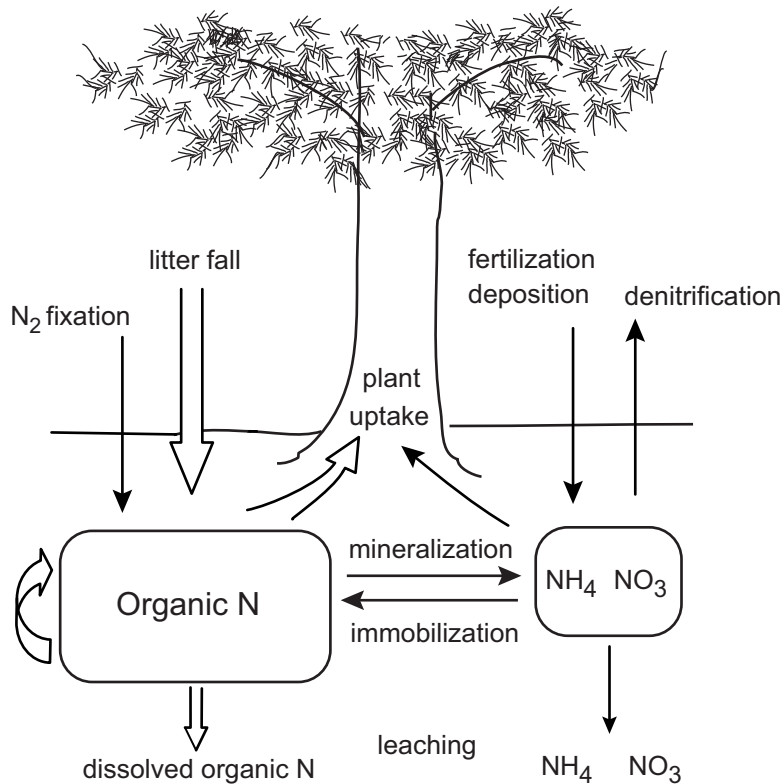 litter fall
N2 fixation
fertilization
deposition
denitrification
plant
uptake
mineralization
Organic N
NH4 NO3
immobilization
leaching
dissolved organic N
NH4 NO3